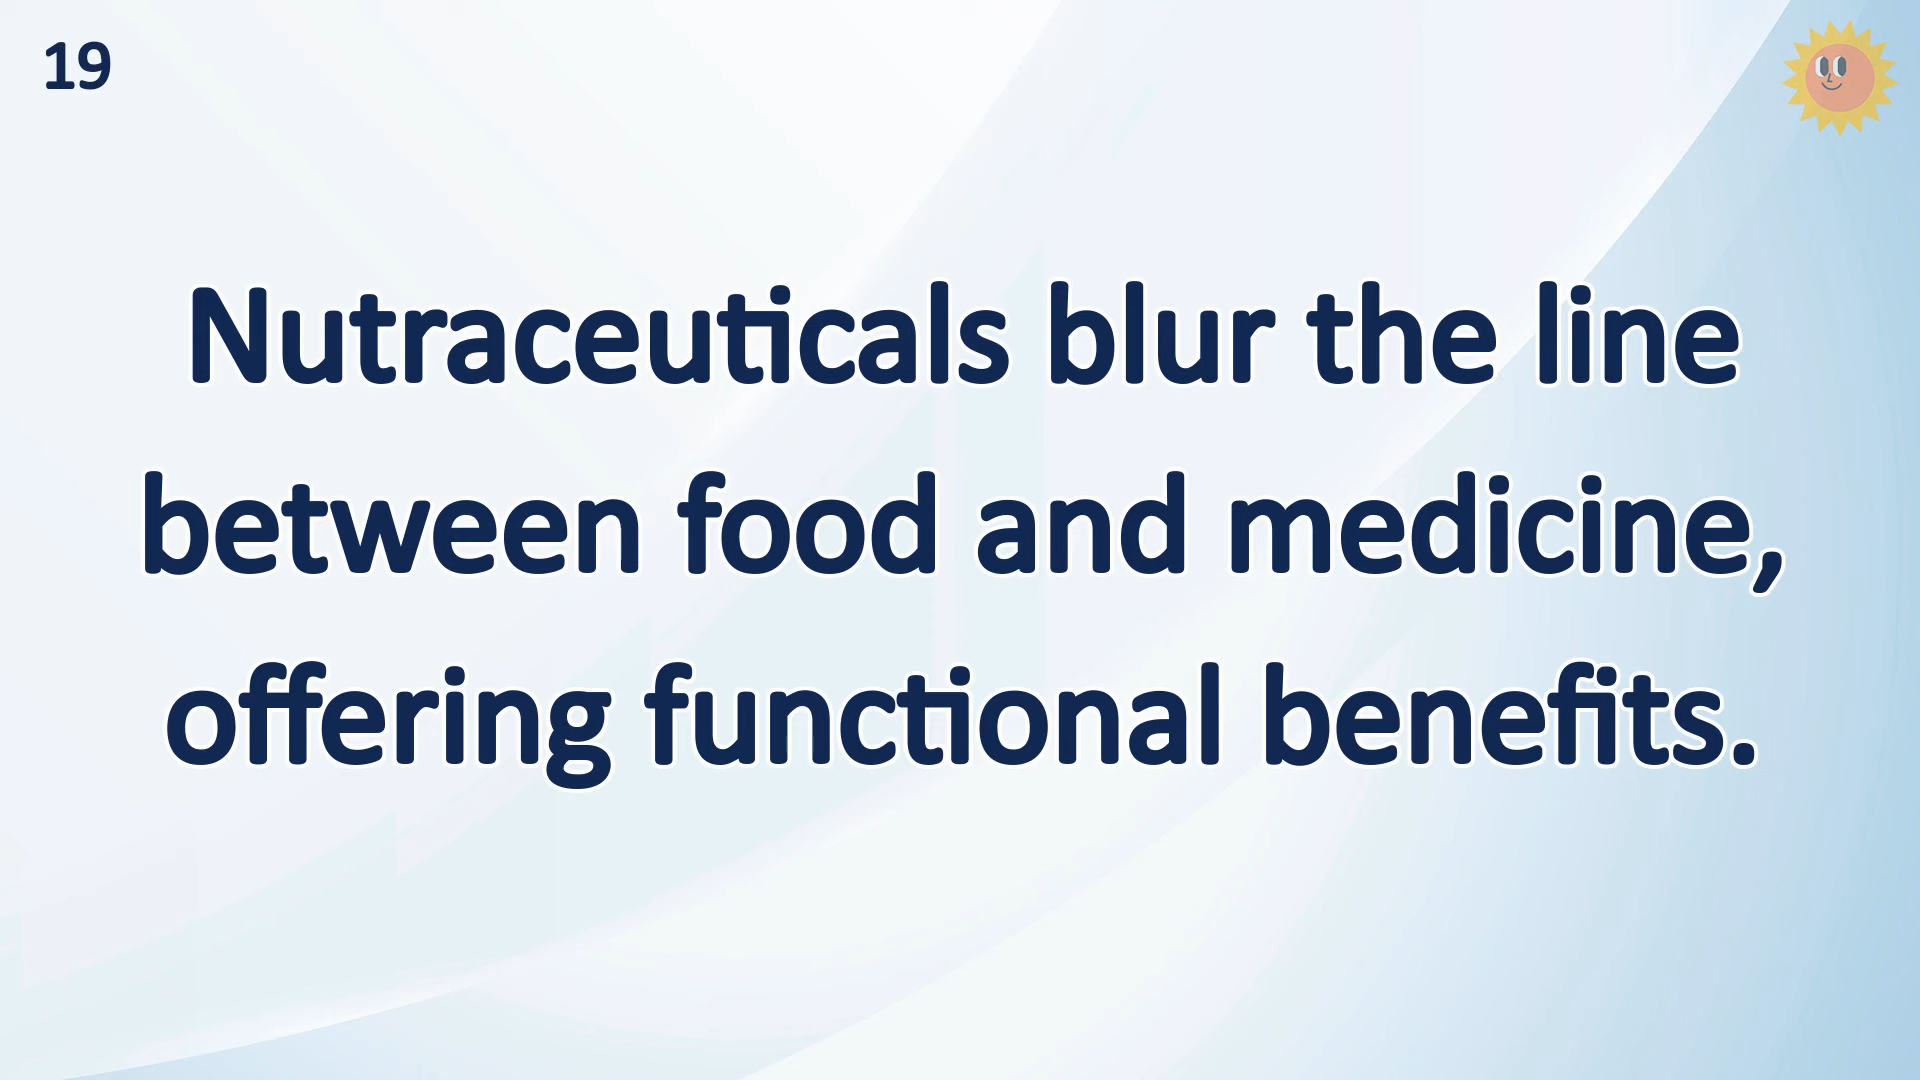 19
Nutraceuticals blur the line
between food and medicine,
offering functional benefits.